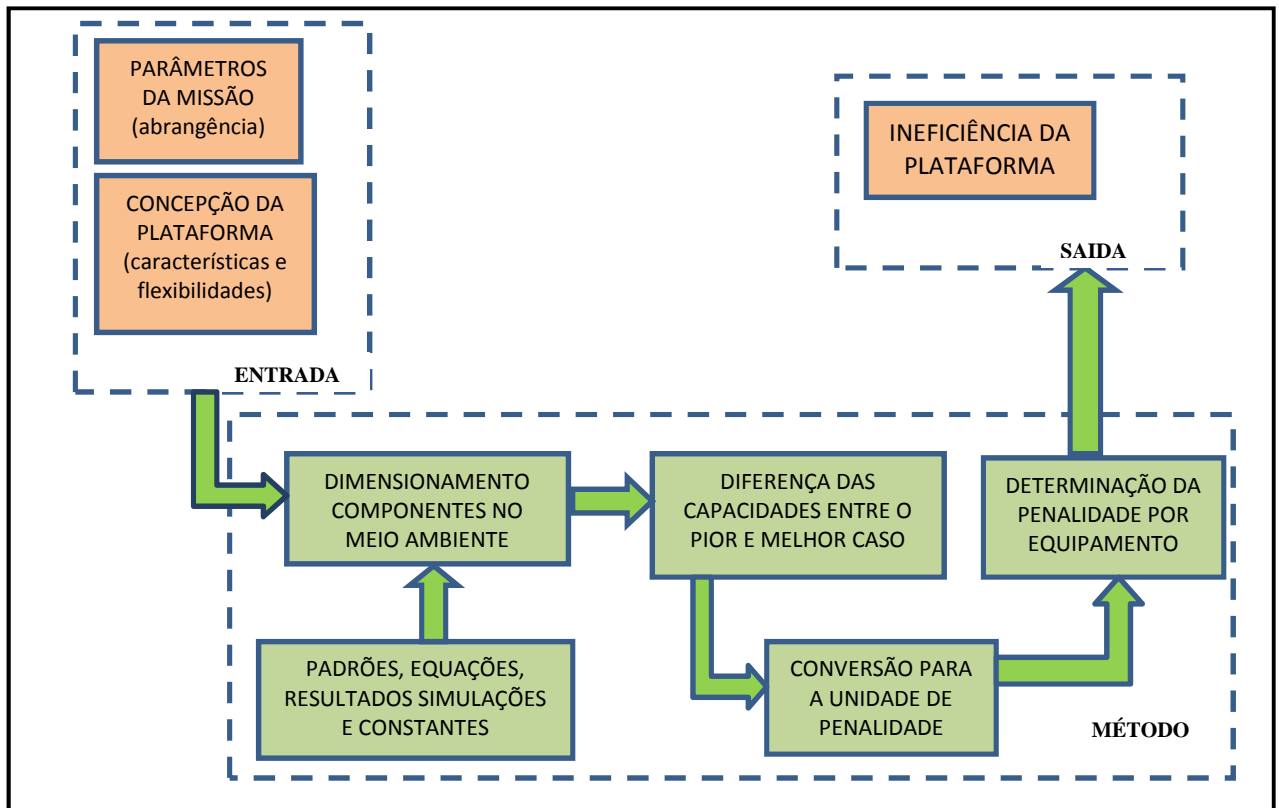 PARÂMETROS
DA MISSÃO
(abrangência)
CONCEPÇÃO DA
PLATAFORMA
(características e
flexibilidades)
ENTRADA
INEFICIÊNCIA DA
PLATAFORMA
SAIDA
DIMENSIONAMENTO
COMPONENTES NO
MEIO AMBIENTE
DIFERENÇA DAS
CAPACIDADES ENTRE O
PIOR E MELHOR CASO
DETERMINAÇÃO DA
PENALIDADE POR
EQUIPAMENTO
PADRÕES, EQUAÇÕES,
RESULTADOS SIMULAÇÕES
E CONSTANTES
CONVERSÃO PARA
A UNIDADE DE
PENALIDADE
MÉTODO